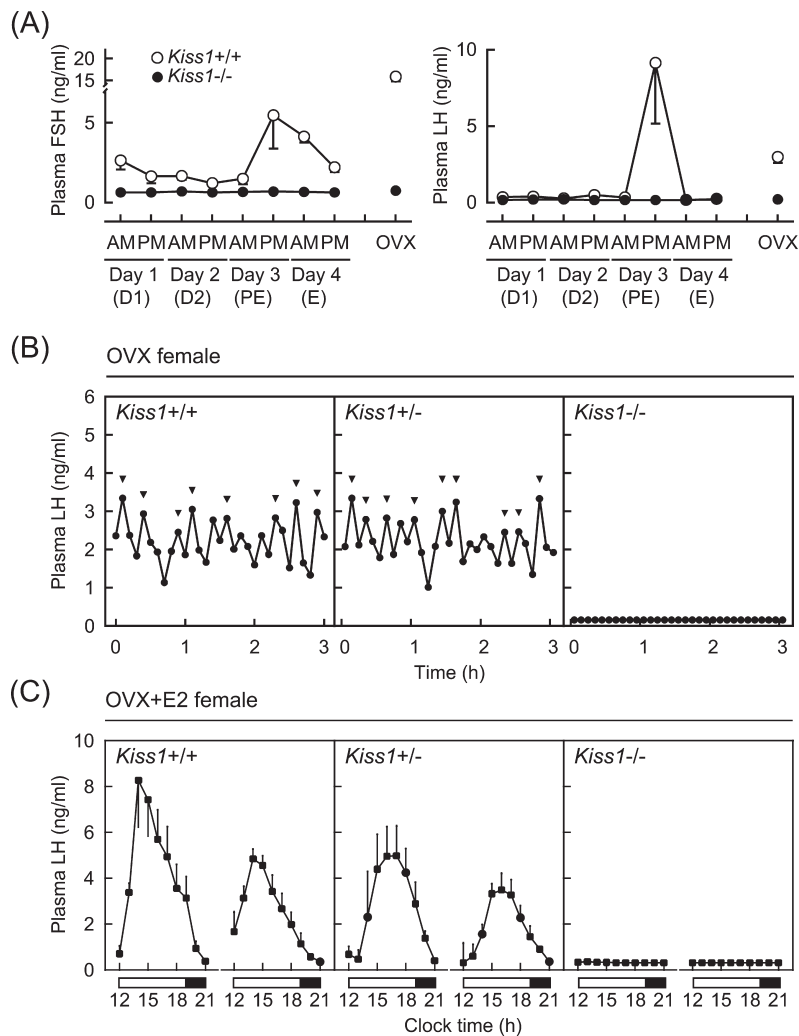 (A)
Plasma FSH (ng/ml)
20
15
5
0
Kiss1+/+
Kiss1-/-
AM PM AM PM AM PM AM PM OVX
Day 1 Day 2 Day 3 Day 4
(D1) (D2) (PE) (E)
Plasma LH (ng/ml)
10
5
0
AM PM AM PM AM PM AM PM OVX
Day 1 Day 2 Day 3 Day 4
(D1) (D2) (PE) (E)
(B)
OVX female
Plasma LH (ng/ml)
6
5
4
3
2
1
0
Kiss1+/+ Kiss1+/- Kiss1-/-
0 1 2 3 0 1 2 3 0 1 2 3
Time (h)
(C)
OVX+E2 female
Plasma LH (ng/ml)
10
8
6
4
2
0
Kiss1+/+ Kiss1+/- Kiss1-/-
12 15 18 21 12 15 18 21 12 15 18 21 12 15 18 21 12 15 18 21 12 15 18 21
Clock time (h)